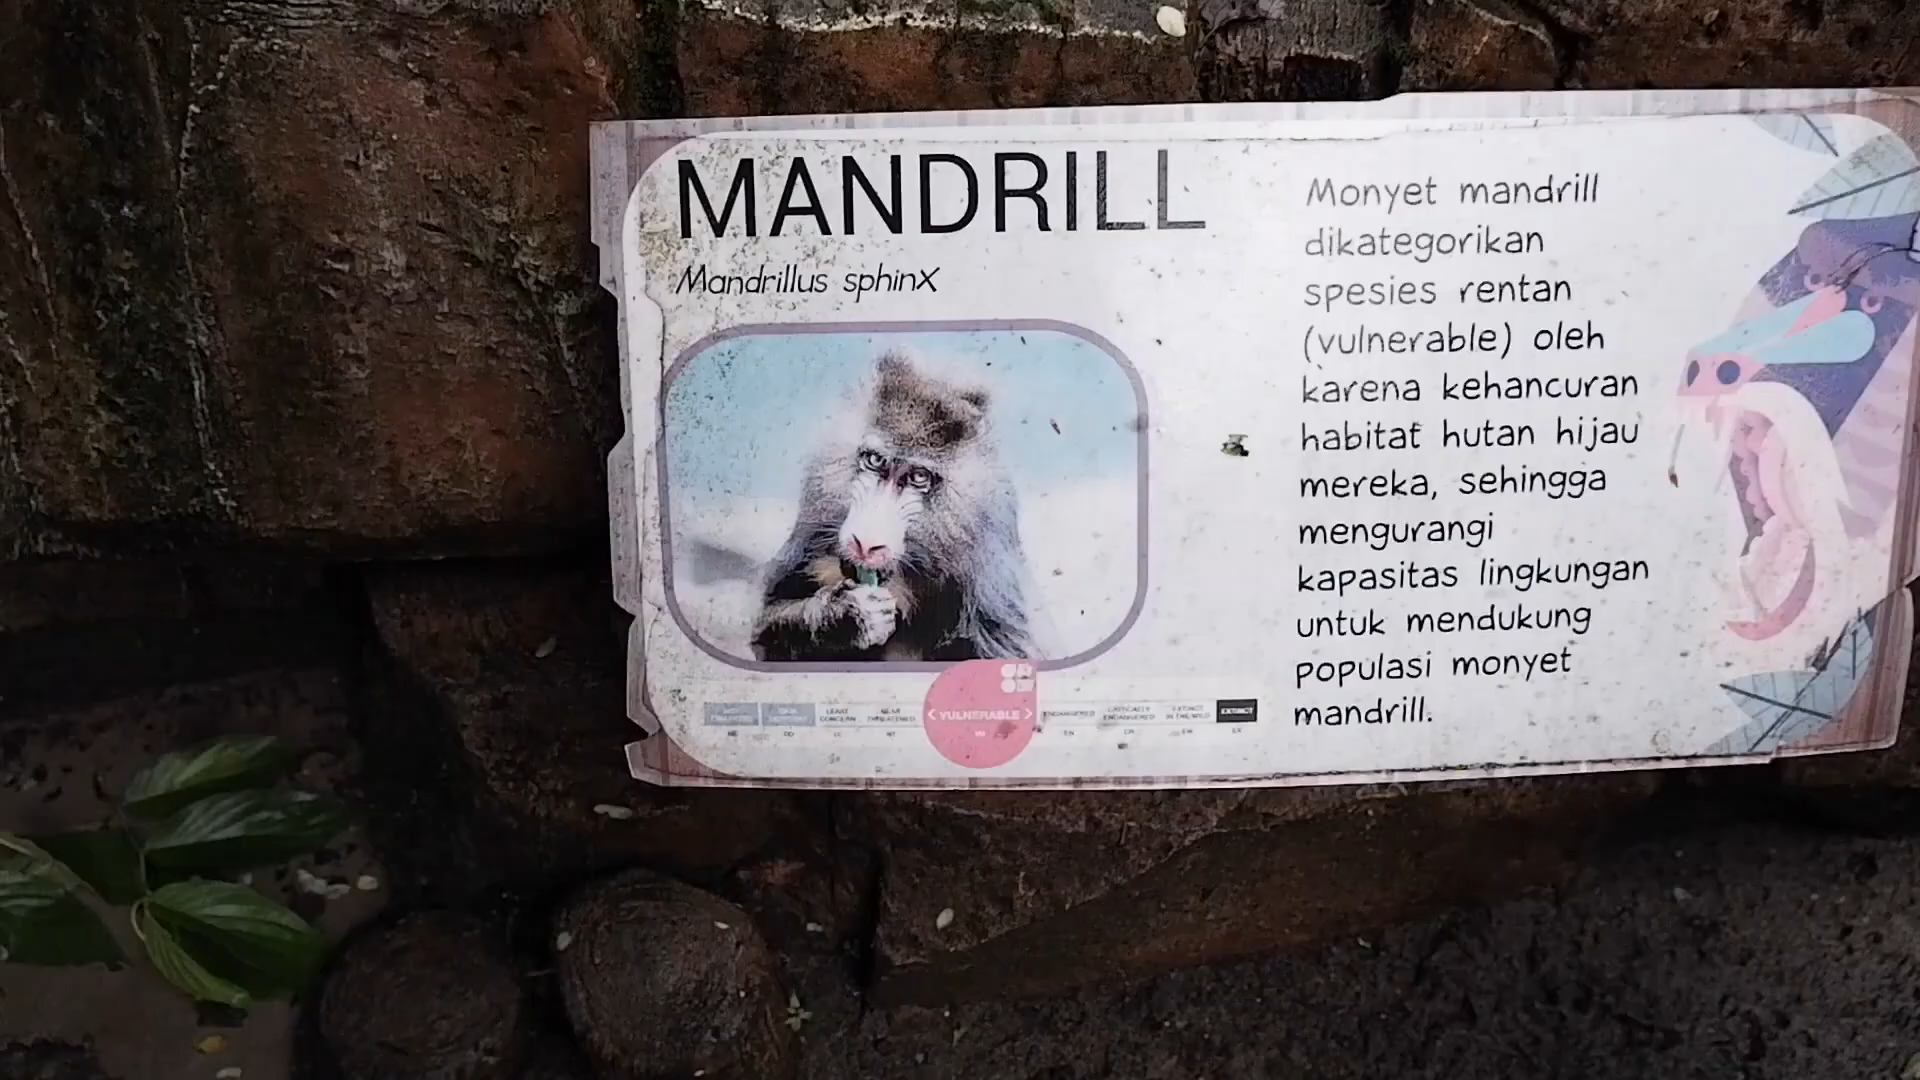 MANDRILL
Mandrillus sphinx
Monyet mandrill
dikategorikan
spesies rentan
(vulnerable) oleh
karena kehancuran
habitat hutan hijau
mereka, sehingga
mengurangi
kapasitas lingkungan
untuk mendukung
populasi monyet
mandrill.
LEAST CONCERN
NEAR THREATENED
< VULNERABLE >
ENDANGERED
CRITICALLY ENDANGERED
EXTINCT IN THE WILD
EXTINCT